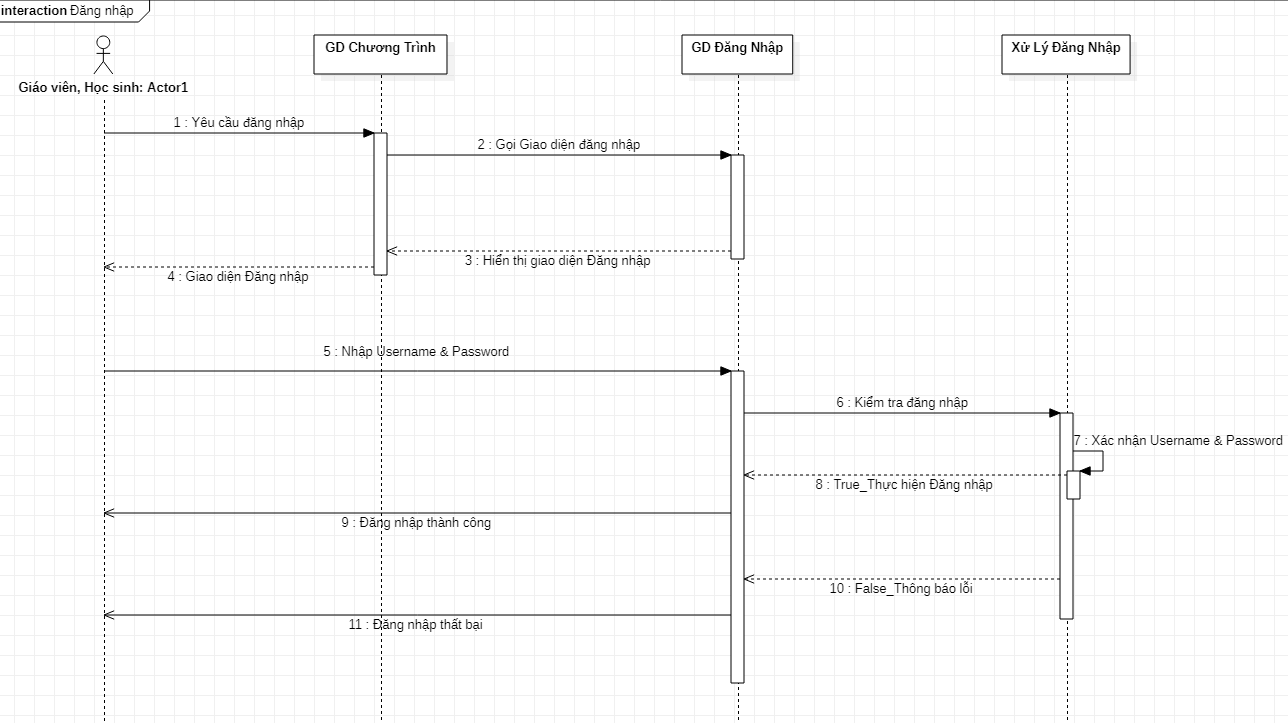 interaction Đăng nhập
GD Chương Trình
GD Đăng Nhập
Xử Lý Đăng Nhập
Giáo viên, Học sinh: Actor1
1 : Yêu cầu đăng nhập
2 : Gọi Giao diện đăng nhập
3 : Hiển thị giao diện Đăng nhập
4 : Giao diện Đăng nhập
5 : Nhập Username & Password
6 : Kiểm tra đăng nhập
7 : Xác nhận Username & Password
8 : True_Thực hiện Đăng nhập
9 : Đăng nhập thành công
10 : False_Thông báo lỗi
11 : Đăng nhập thất bại